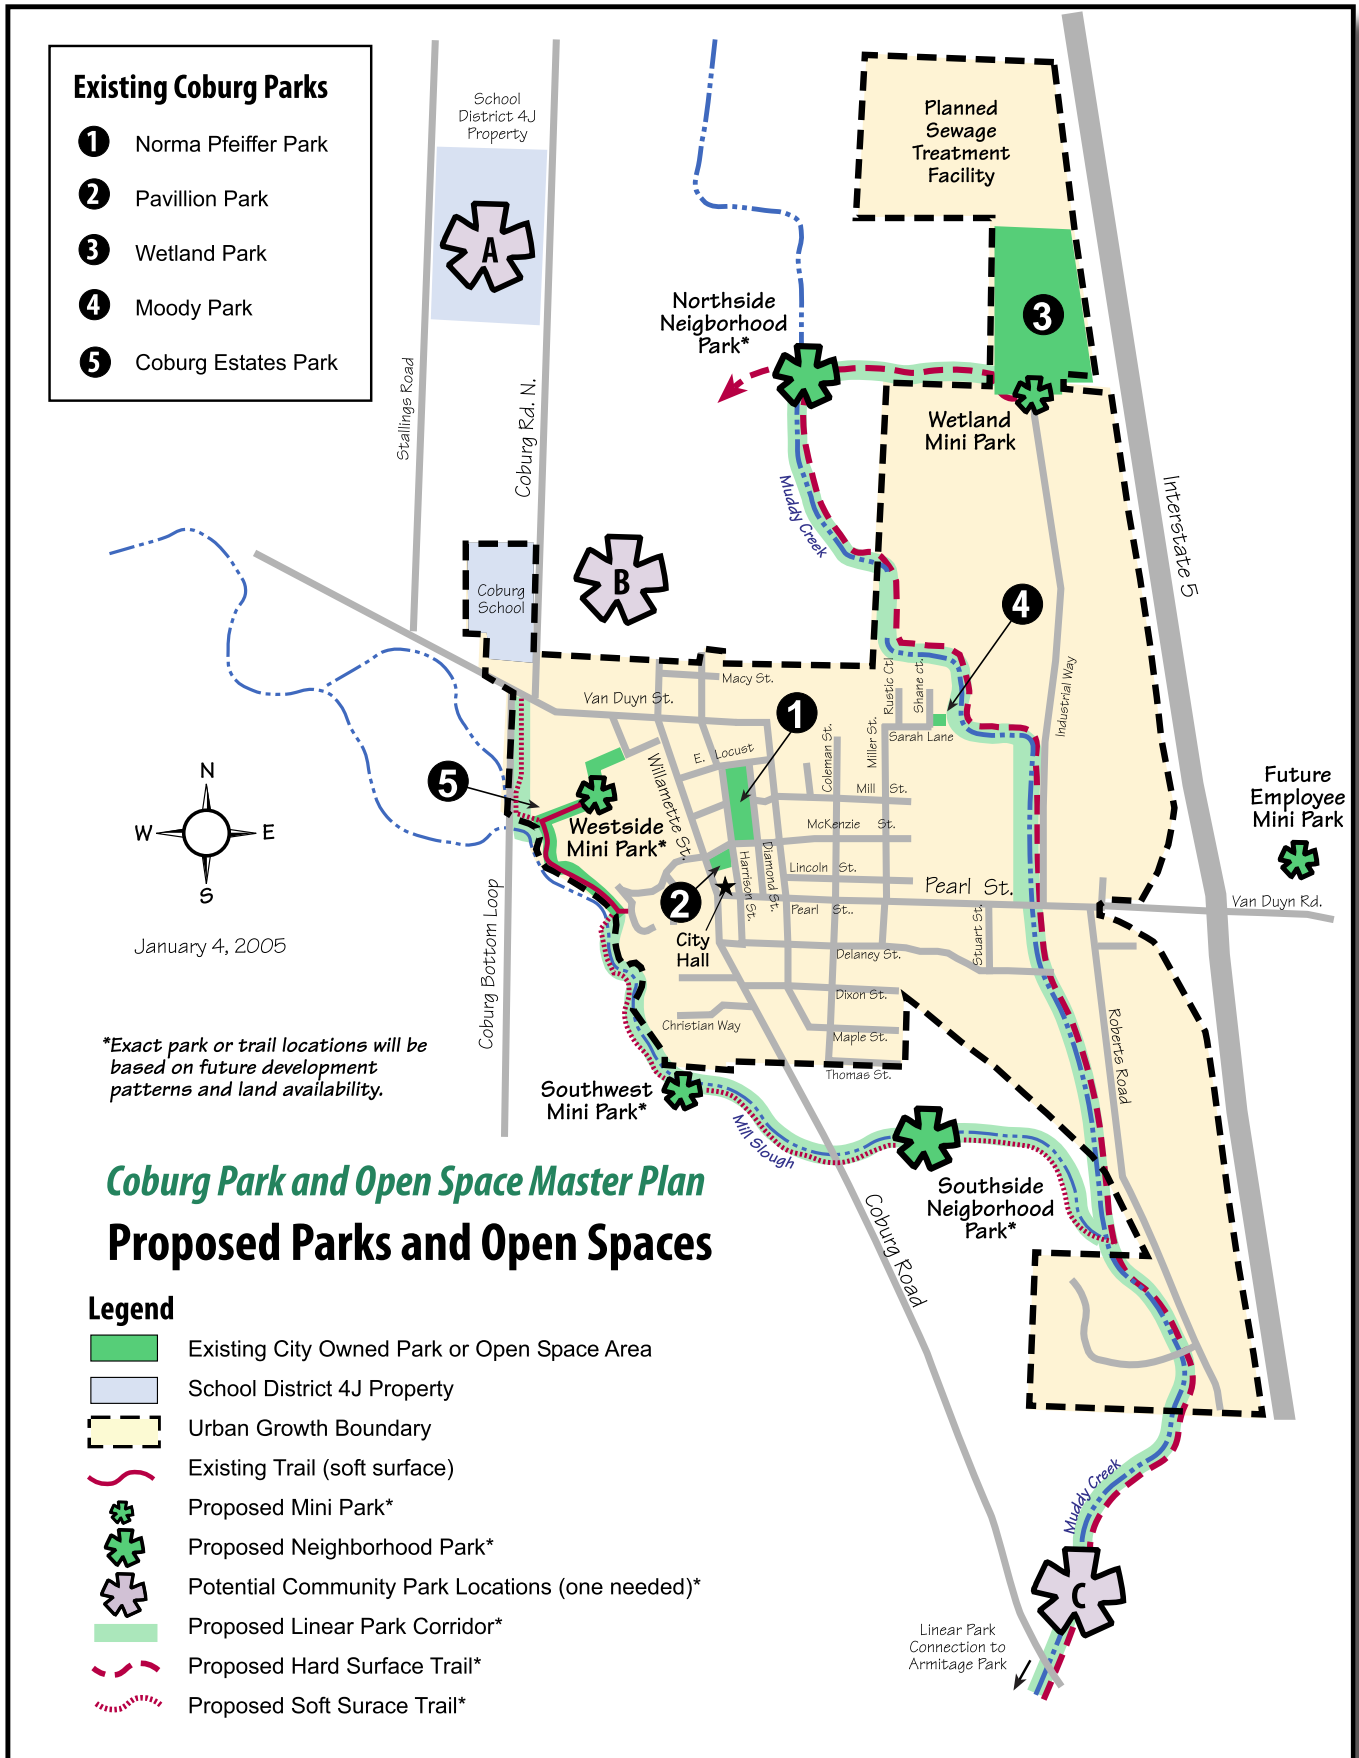 Existing Coburg Parks
1 Norma Pfeiffer Park
2 Pavillion Park
3 Wetland Park
4 Moody Park
5 Coburg Estates Park
School
District 4J
Property
A
Planned
Sewage
Treatment
Facility
3
Northside
Neigborhood
Park*
Wetland
Mini Park
Stallings Road
Coburg Rd. N.
Muddy Creek
Interstate 5
Coburg
School
B
4
Macy St.
Van Duyn St.
1
Rustic Ct.
Shane ct.
Industrial Way
Sarah Lane
E. Locust
Willamette St.
Coleman St.
Miller St.
5
Westside
Mini Park*
Mill St.
McKenzie St.
Lincoln St.
Harrison St.
Diamond St.
Pearl St.
Pearl St..
Van Duyn Rd.
Future
Employee
Mini Park
N
W E
S
January 4, 2005
2
City
Hall
Stuart St.
Delaney St.
Dixon St.
Christian Way
Maple St.
Thomas St.
Roberts Road
Coburg Bottom Loop
*Exact park or trail locations will be
based on future development
patterns and land availability.
Southwest
Mini Park*
Mill Slough
Southside
Neigborhood
Park*
Coburg Road
Coburg Park and Open Space Master Plan
Proposed Parks and Open Spaces
Legend
Existing City Owned Park or Open Space Area
School District 4J Property
Urban Growth Boundary
Existing Trail (soft surface)
Proposed Mini Park*
Proposed Neighborhood Park*
Potential Community Park Locations (one needed)*
Proposed Linear Park Corridor*
Proposed Hard Surface Trail*
Proposed Soft Surace Trail*
Muddy Creek
C
Linear Park
Connection to
Armitage Park